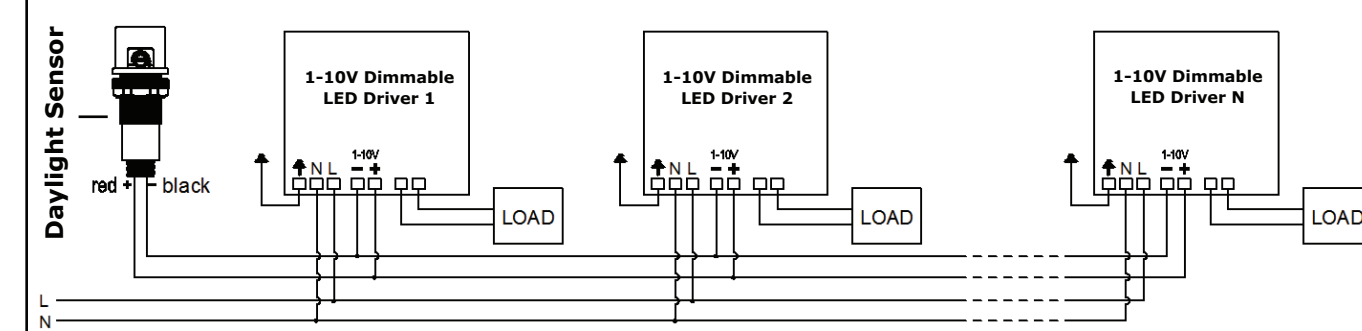 Daylight Sensor
red + - black
1-10V Dimmable
LED Driver 1
N L
1-10V
- +
LOAD
1-10V Dimmable
LED Driver 2
N L
1-10V
- +
LOAD
1-10V Dimmable
LED Driver N
N L
1-10V
- +
LOAD
L
N